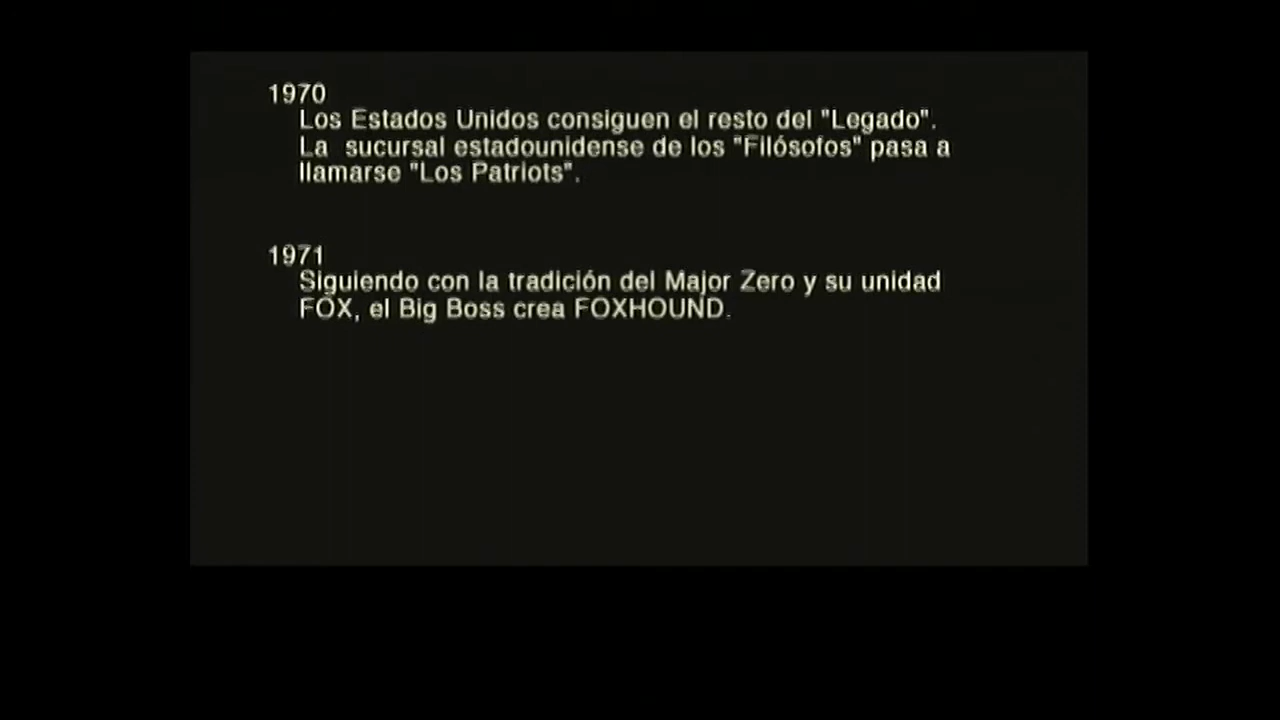 1970
Los Estados Unidos consiguen el resto del "Legado".
La  sucursal estadounidense de los "Filósofos" pasa a
llamarse "Los Patriots".
1971
Siguiendo con la tradición del Major Zero y su unidad
FOX, el Big Boss crea FOXHOUND.